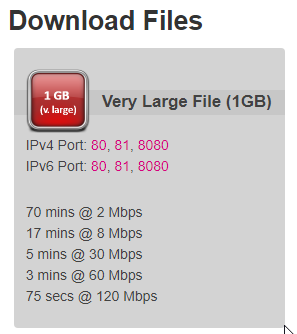 Download Files
1 GB
(v. large)
Very Large File (1GB)
IPv4 Port: 80, 81, 8080
IPv6 Port: 80, 81, 8080
70 mins @ 2 Mbps
17 mins @ 8 Mbps
5 mins @ 30 Mbps
3 mins @ 60 Mbps
75 secs @ 120 Mbps